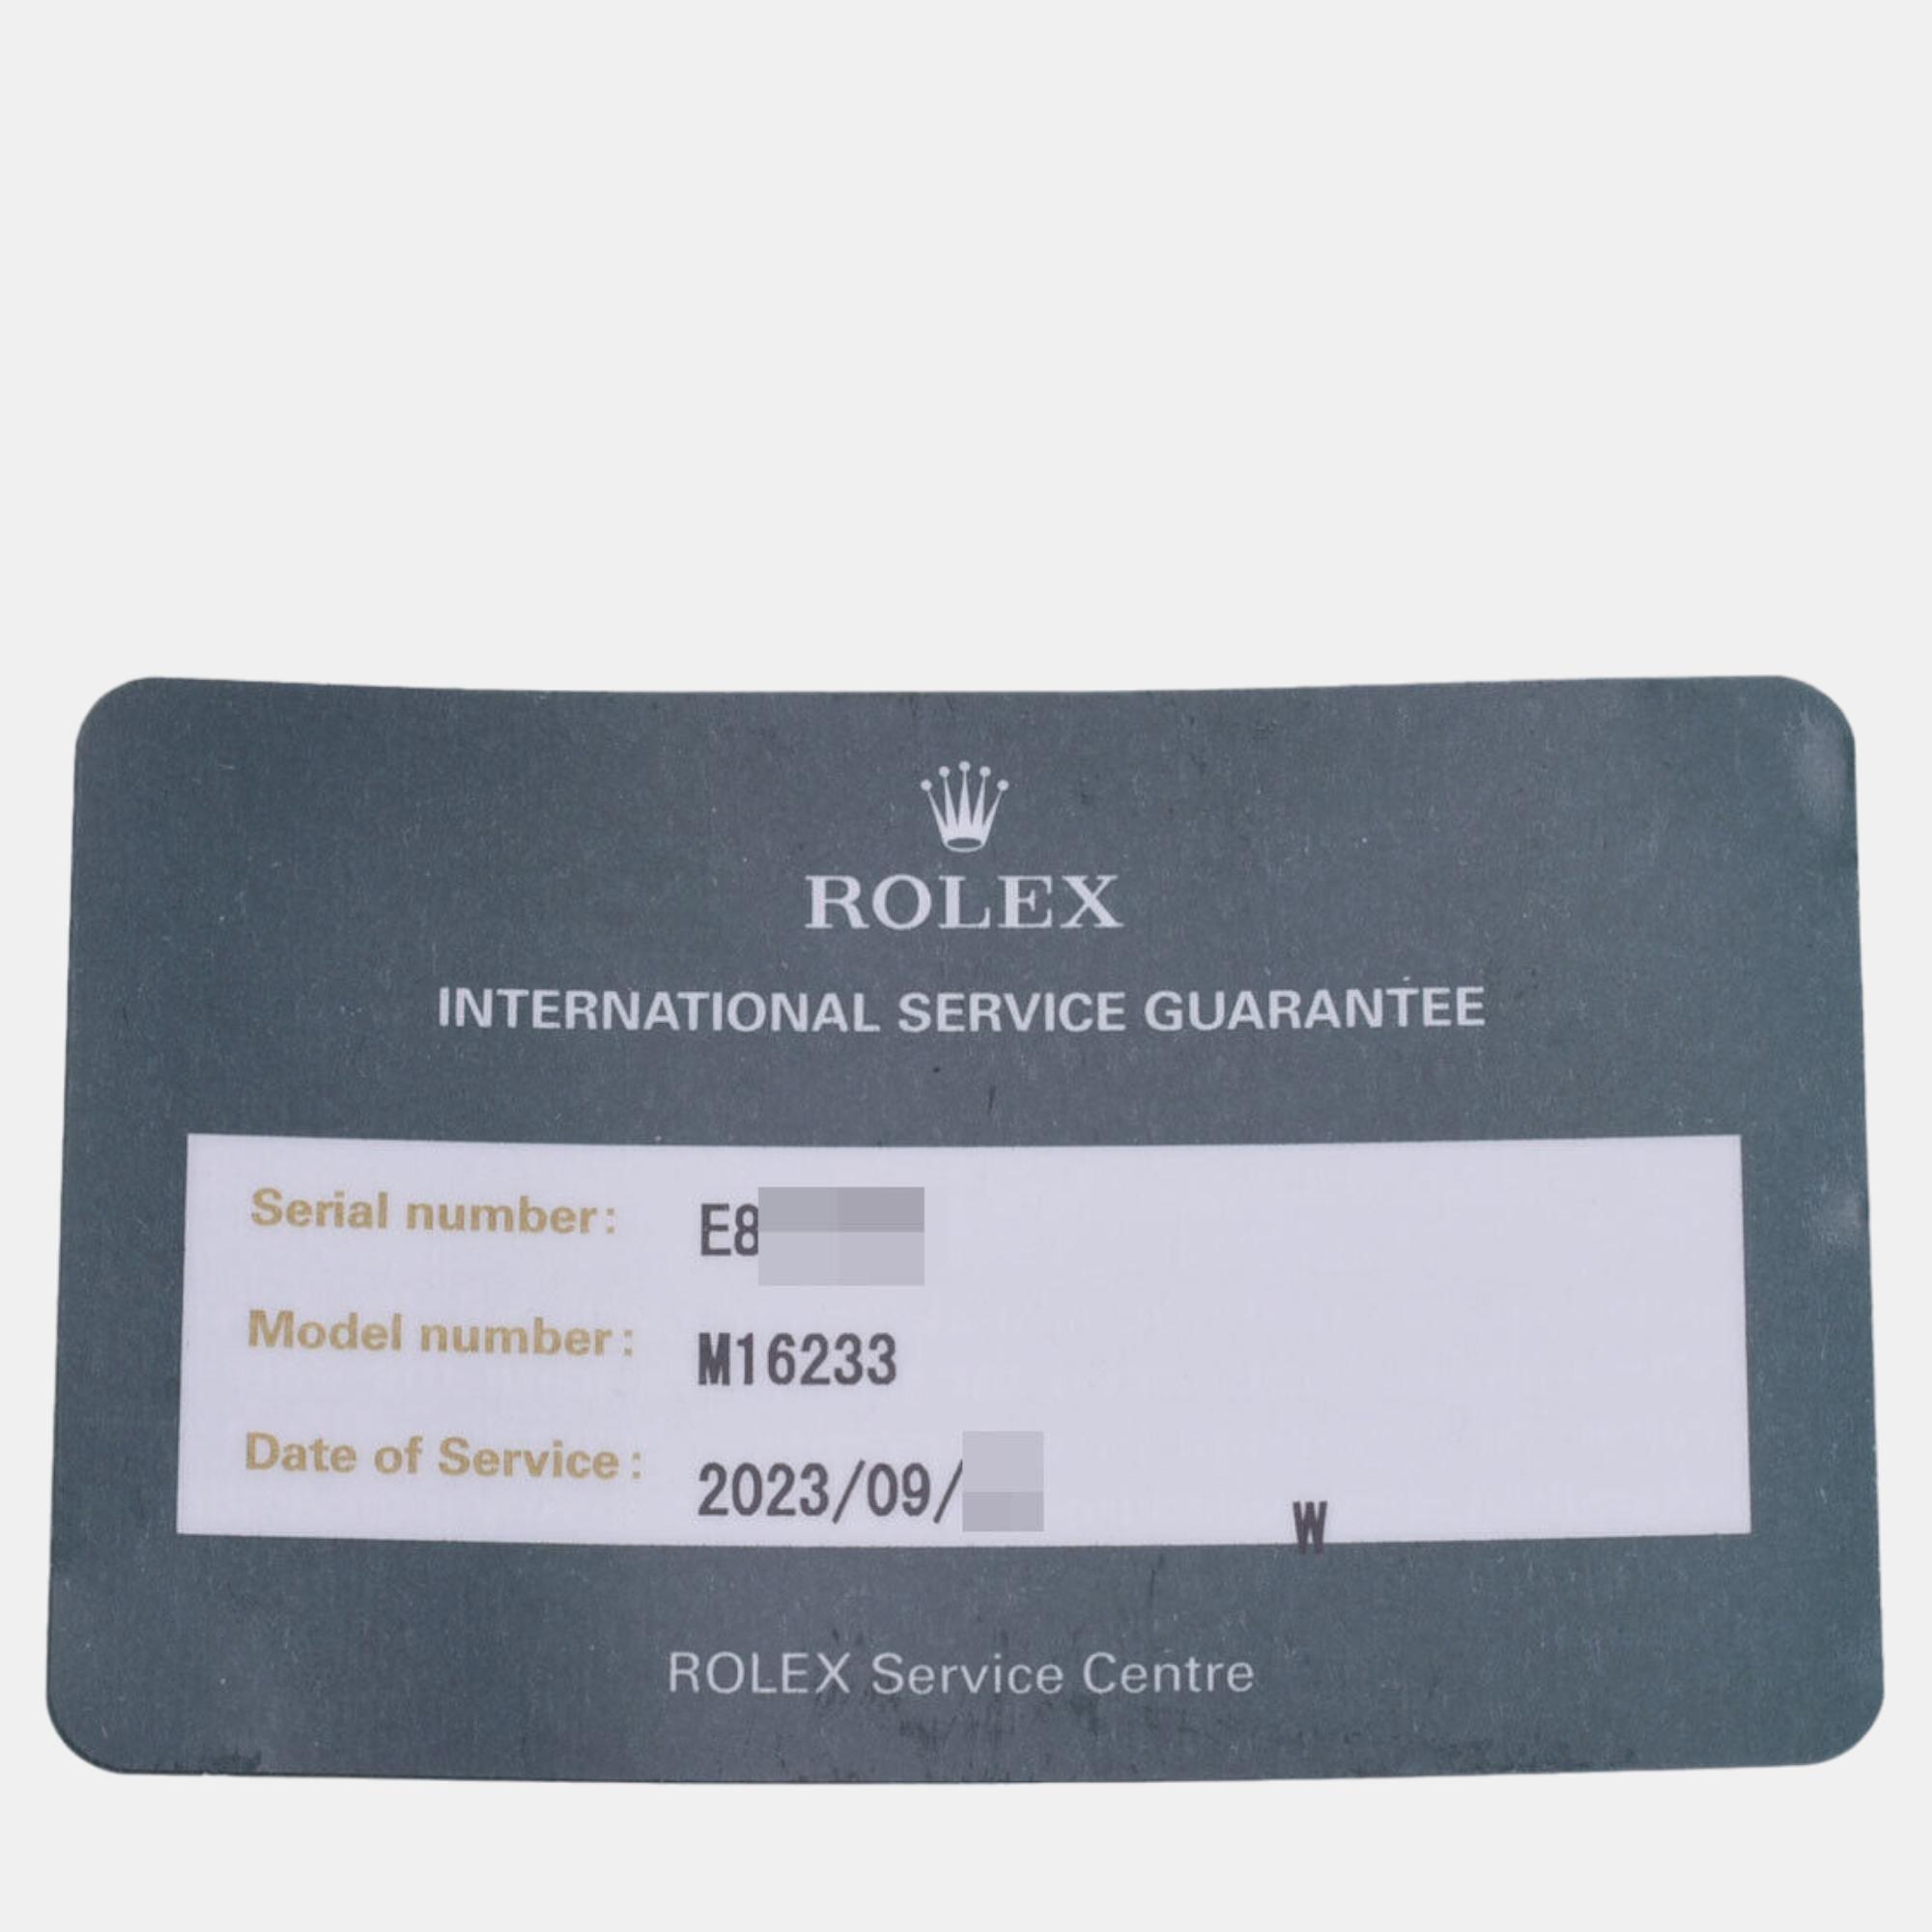 ROLEX
INTERNATIONAL SERVICE GUARANTEE
Serial number: E8
Model number: M16233
Date of Service: 2023/09/
W
ROLEX Service Centre